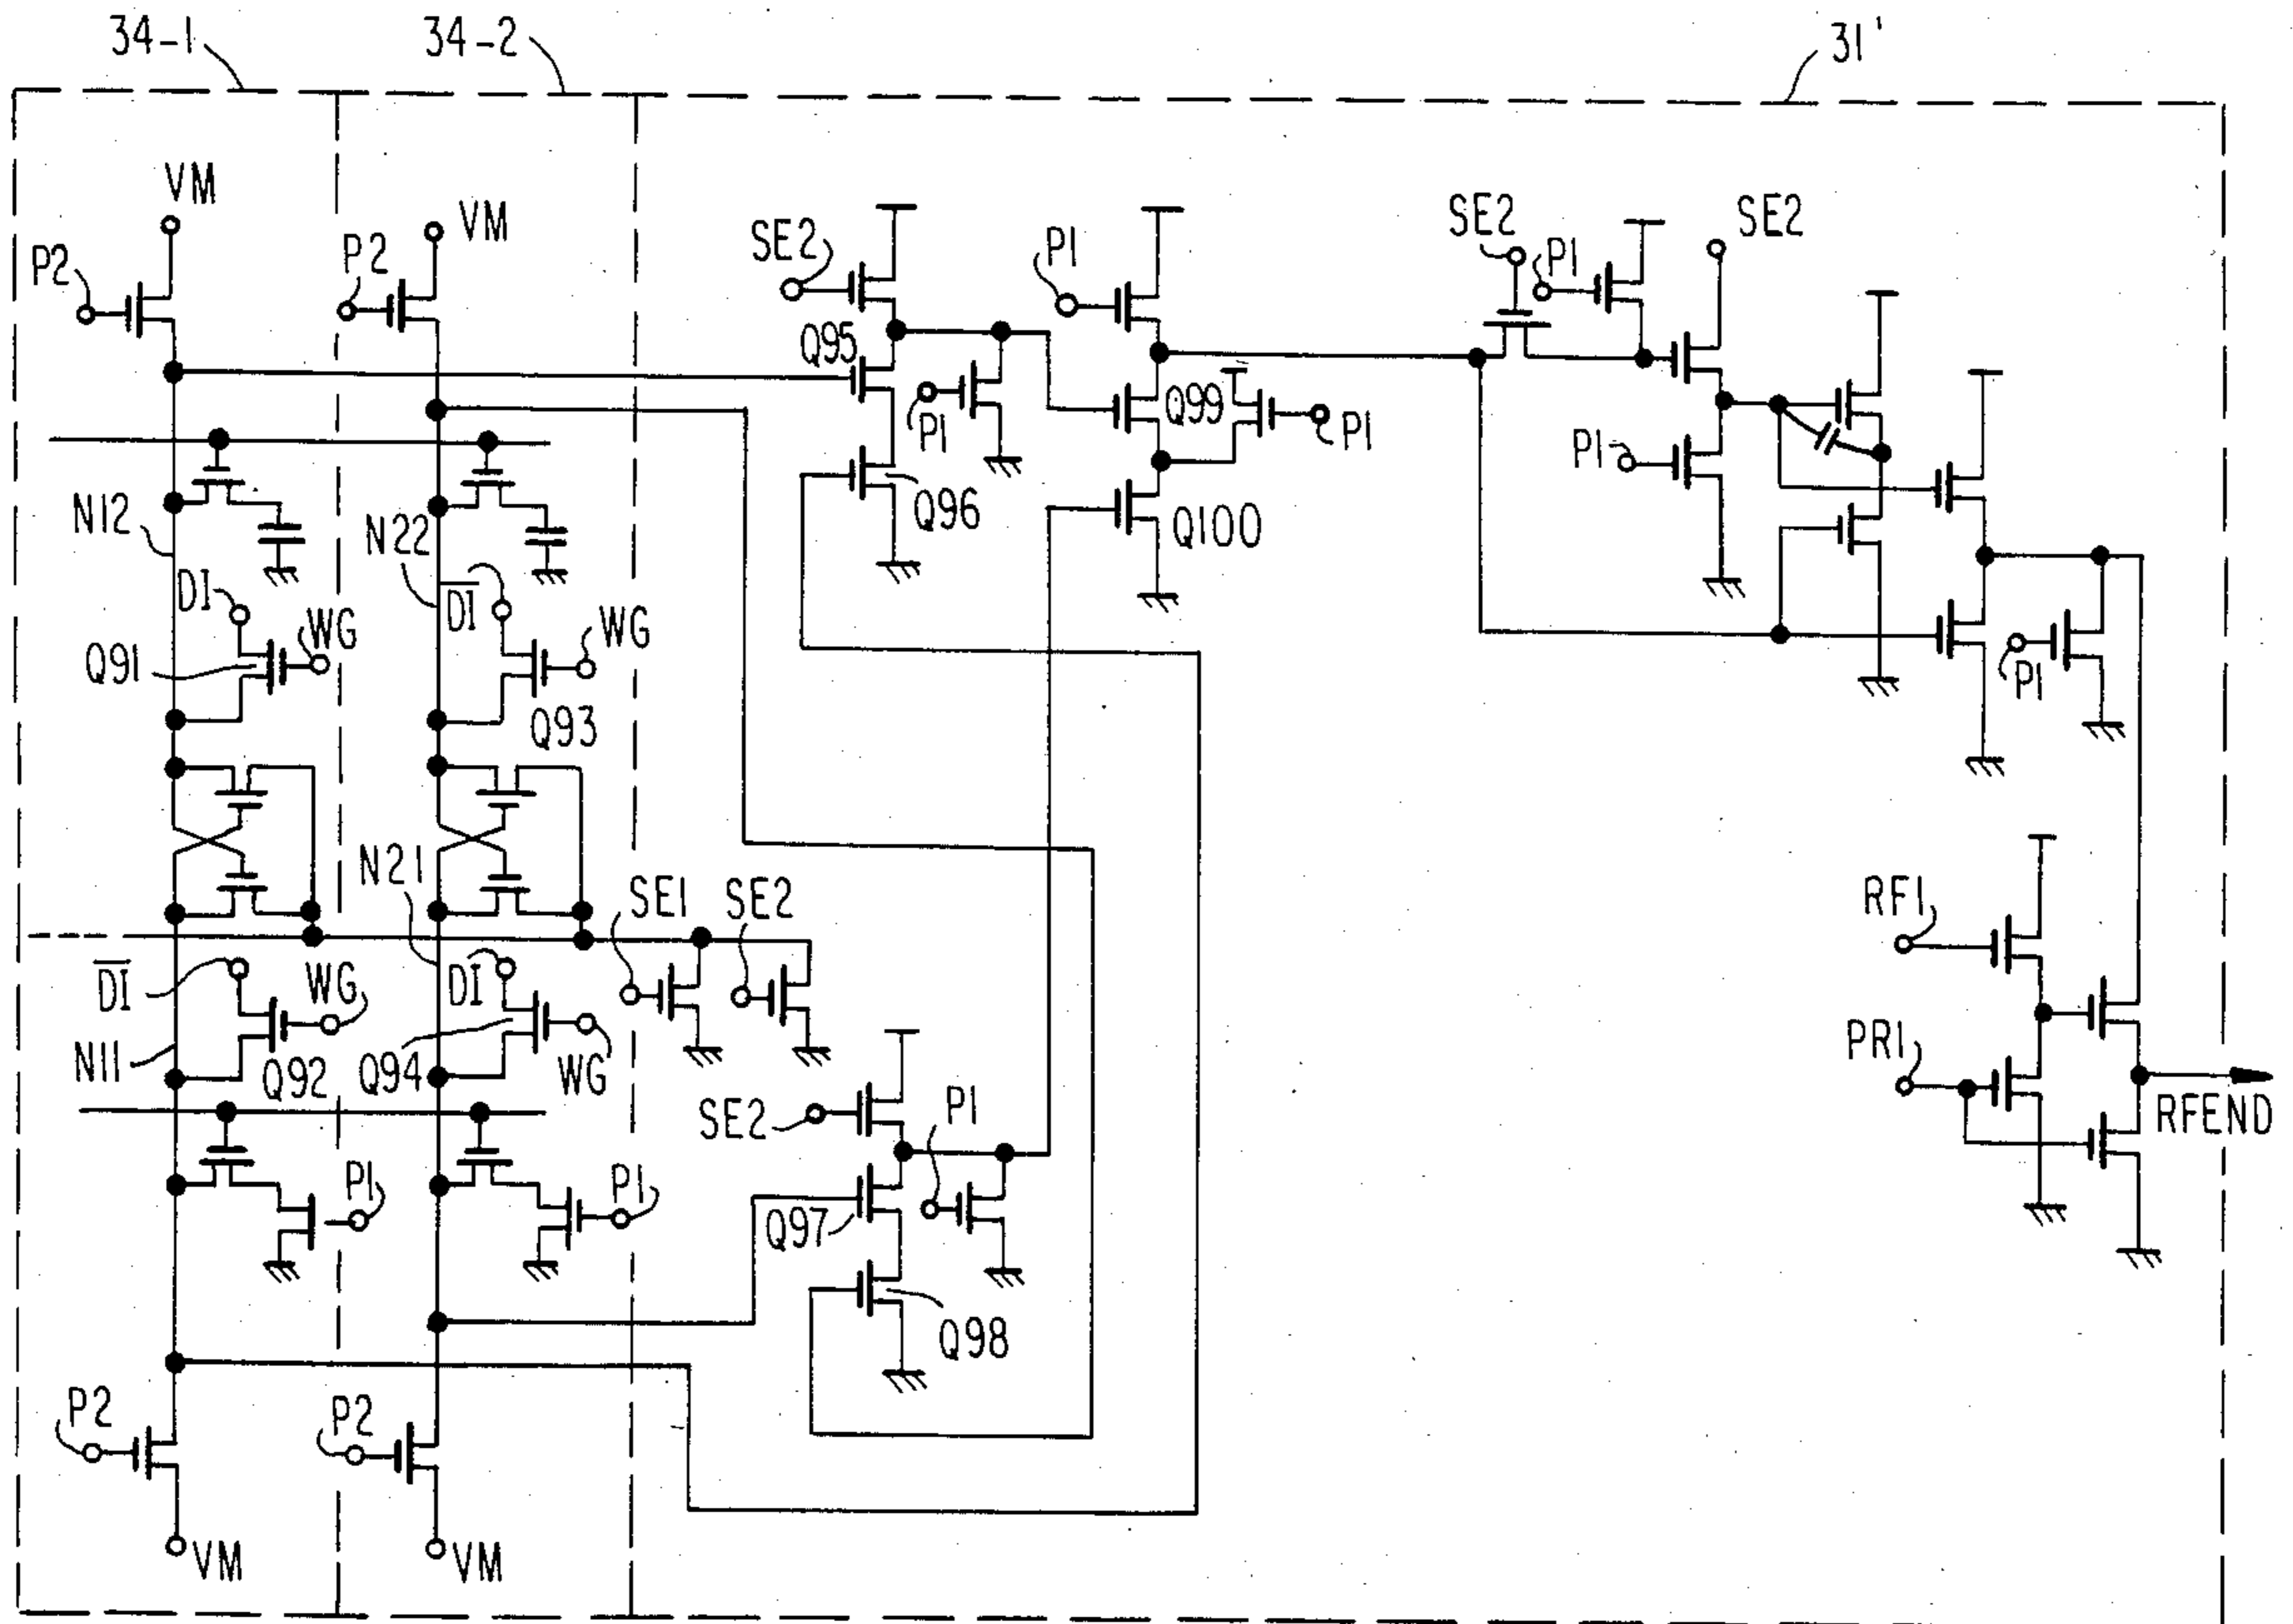 34-1
34-2
31'
VM
VM
P2
P2
SE2
P1
SE2
P1
SE2
Q95
P1
Q99
P1
P1
N12
N22
Q96
Q100
DI
WG
D̅I̅
WG
Q91
Q93
P1
N21
SE1
SE2
RF1
D̅I̅
WG
DI
N11
Q92
Q94
WG
PR1
SE2
P1
RFEND
P1
P1
Q97
Q98
P2
P2
VM
VM